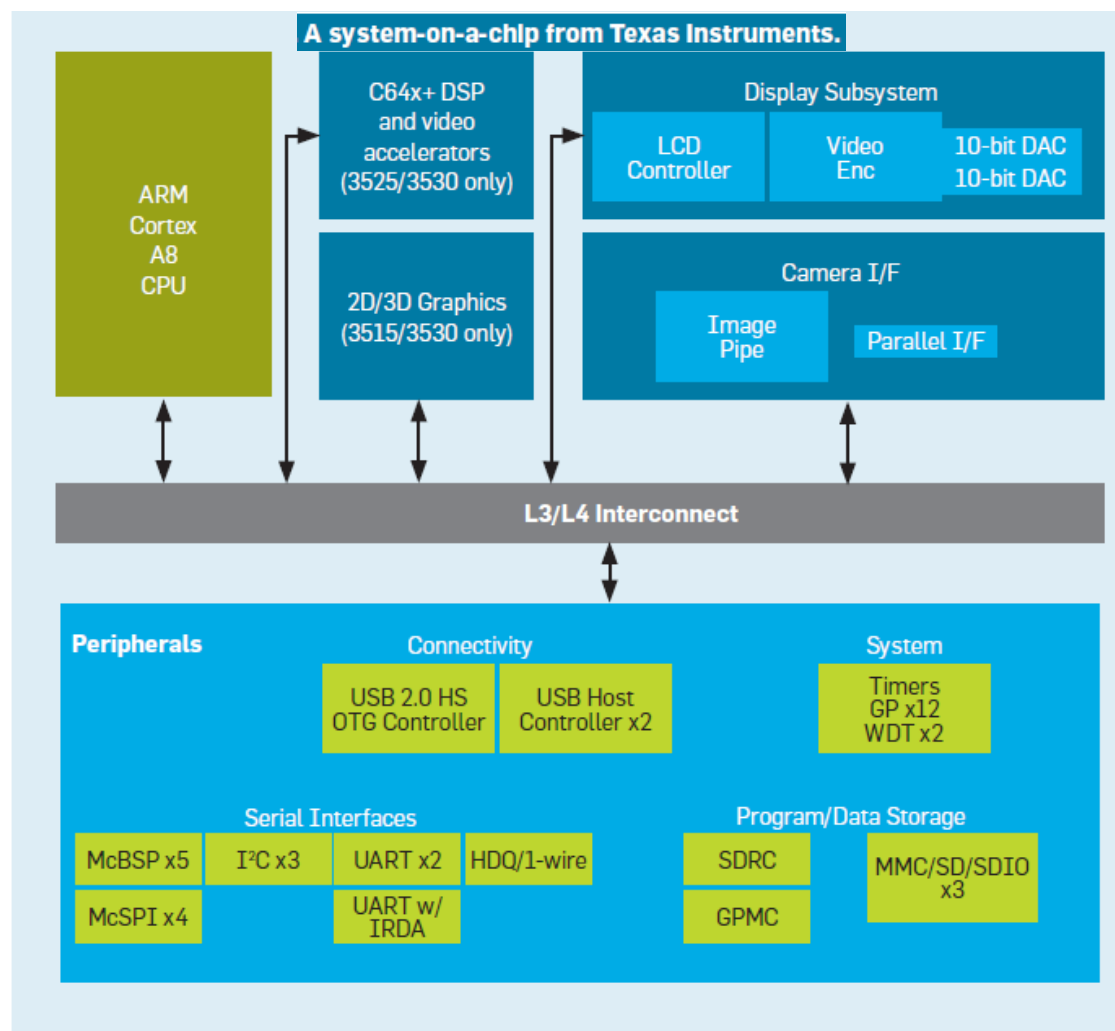 A system-on-a-chip from Texas Instruments.
ARM
Cortex
A8
CPU
C64x+ DSP
and video
accelerators
(3525/3530 only)
2D/3D Graphics
(3515/3530 only)
Display Subsystem
LCD
Controller
Video
Enc
10-bit DAC
10-bit DAC
Camera I/F
Image
Pipe
Parallel I/F
L3/L4 Interconnect
Peripherals
Connectivity
USB 2.0 HS
OTG Controller
USB Host
Controller x2
System
Timers
GP x12
WDT x2
Serial Interfaces
McBSP x5
I²C x3
UART x2
HDQ/1-wire
McSPI x4
UART w/
IRDA
Program/Data Storage
SDRC
GPMC
MMC/SD/SDIO
x3